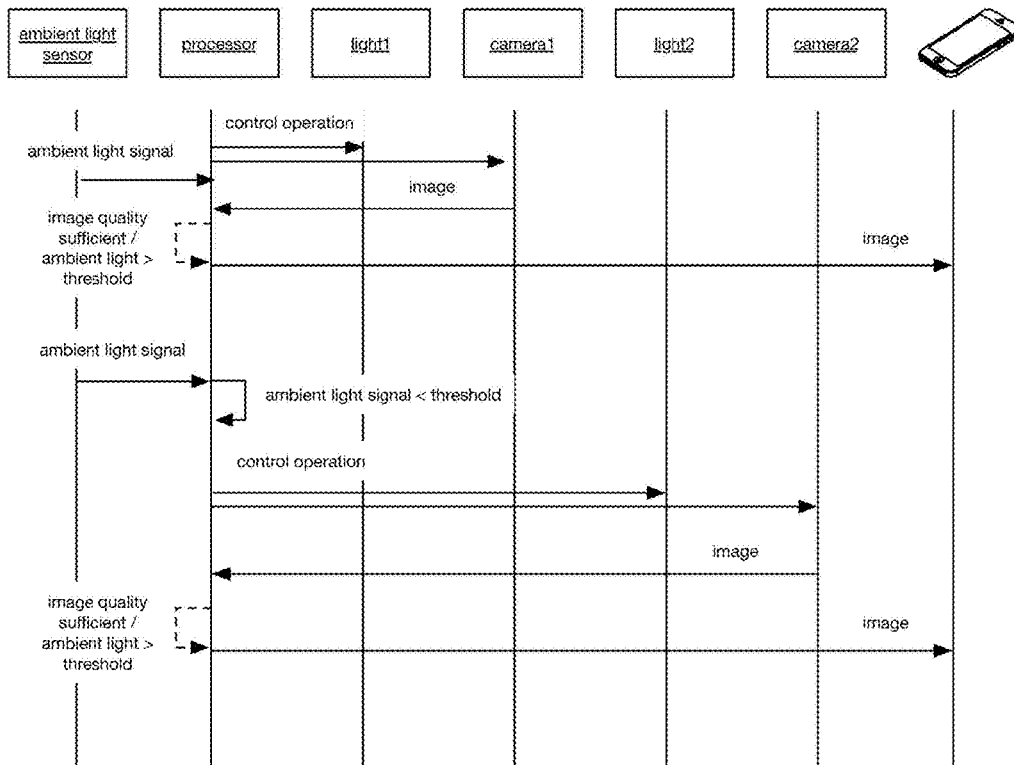 ambient light
sensor
processor
light1
camera1
light2
camera2
control operation
ambient light signal
image
image quality
sufficient /
ambient light >
threshold
image
ambient light signal
ambient light signal < threshold
control operation
image
image quality
sufficient /
ambient light >
threshold
image